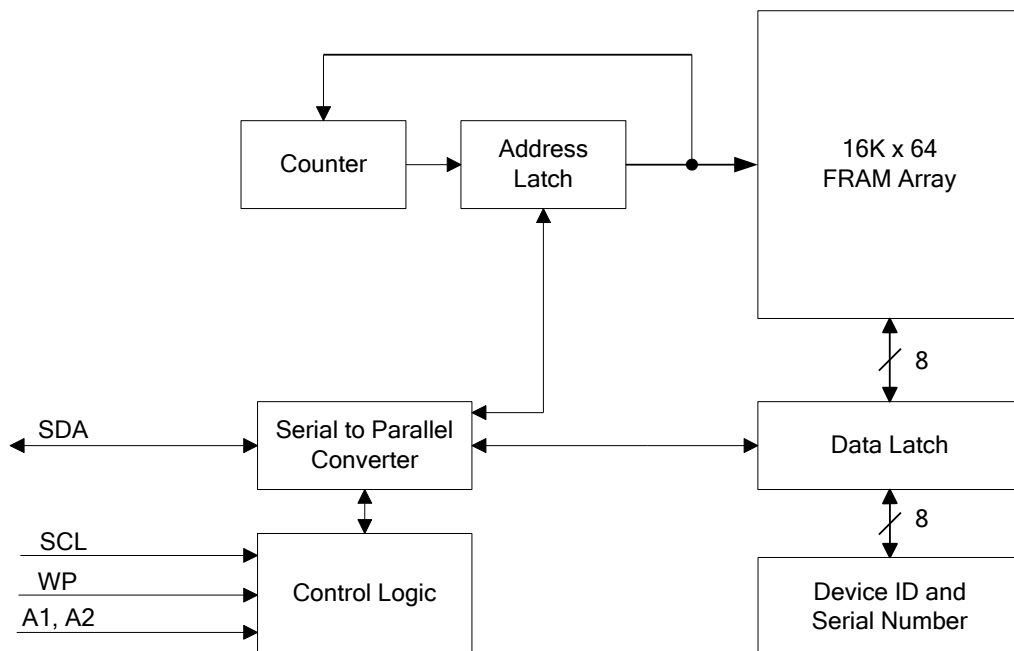 Counter
Address
Latch
16K x 64
FRAM Array
8
SDA
Serial to Parallel
Converter
Data Latch
8
SCL
WP
A1, A2
Control Logic
Device ID and
Serial Number